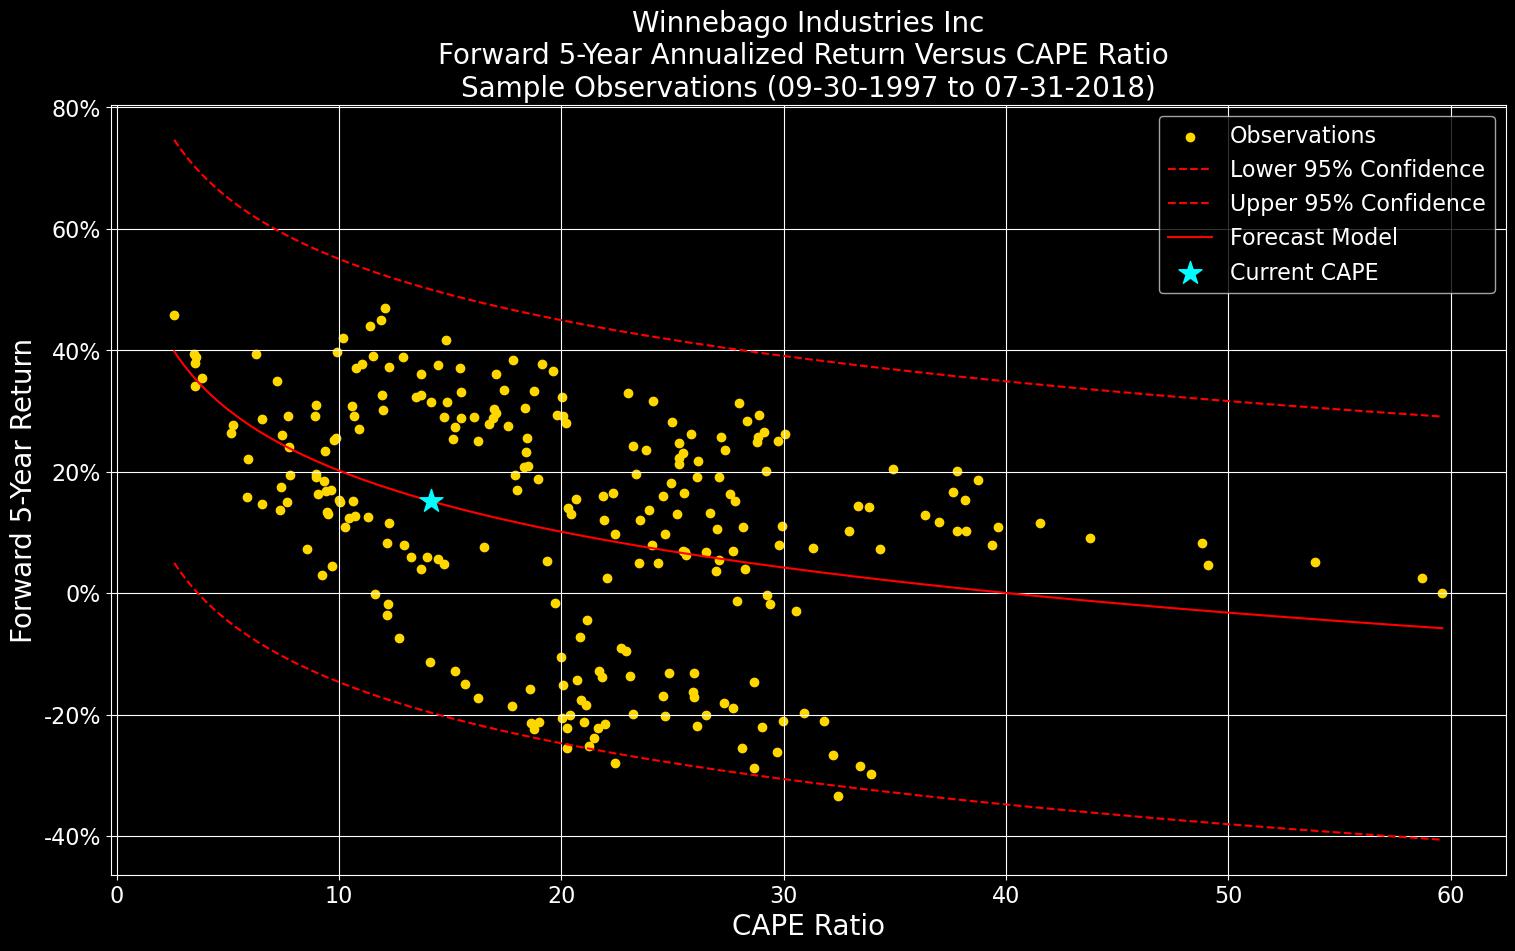 Winnebago Industries Inc
Forward 5-Year Annualized Return Versus CAPE Ratio
Sample Observations (09-30-1997 to 07-31-2018)
80%
60%
40%
20%
0%
-20%
-40%
Forward 5-Year Return
Observations
Lower 95% Confidence
Upper 95% Confidence
Forecast Model
Current CAPE
0 10 20 30 40 50 60
CAPE Ratio